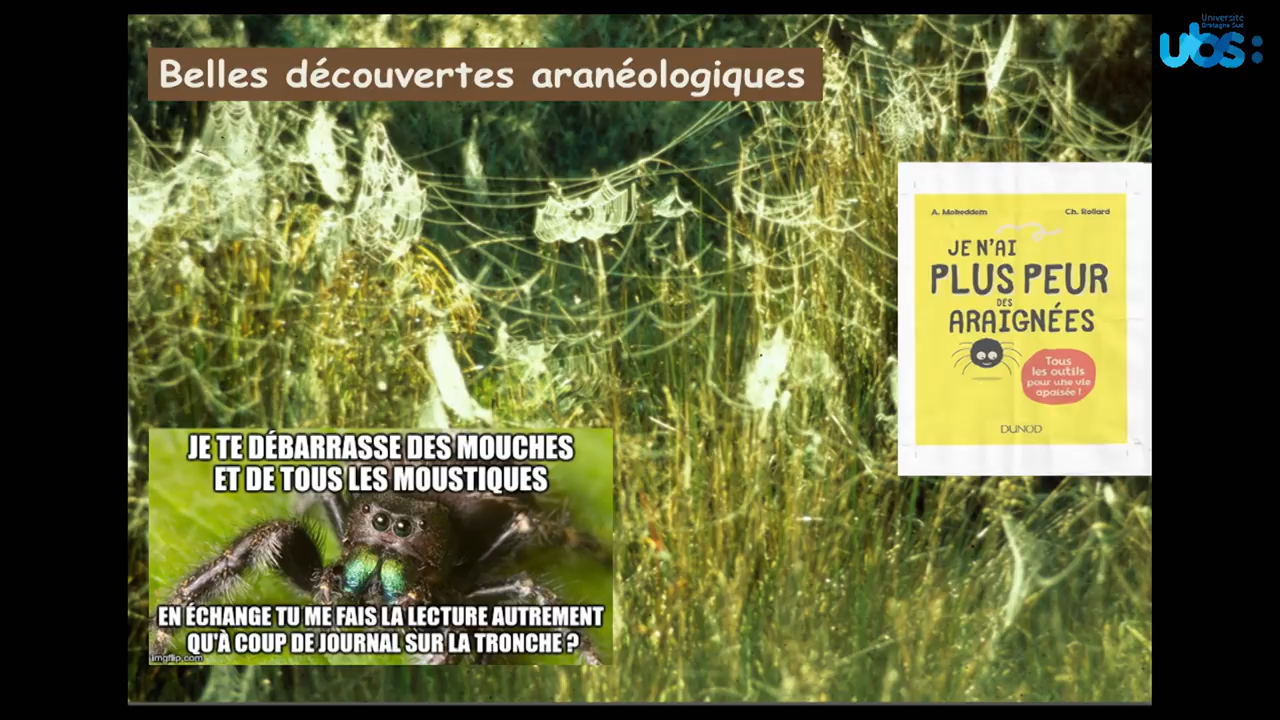 Université
Bretagne Sud
ubs:
Belles découvertes aranéologiques
A. Mokeddem
Ch. Rollard
JE N'AI
PLUS PEUR
DES
ARAIGNÉES
Tous
les outils
pour une vie
apaisée !
DUNOD
JE TE DÉBARRASSE DES MOUCHES
ET DE TOUS LES MOUSTIQUES
EN ÉCHANGE TU ME FAIS LA LECTURE AUTREMENT
QU'À COUP DE JOURNAL SUR LA TRONCHE ?
imgflip.com